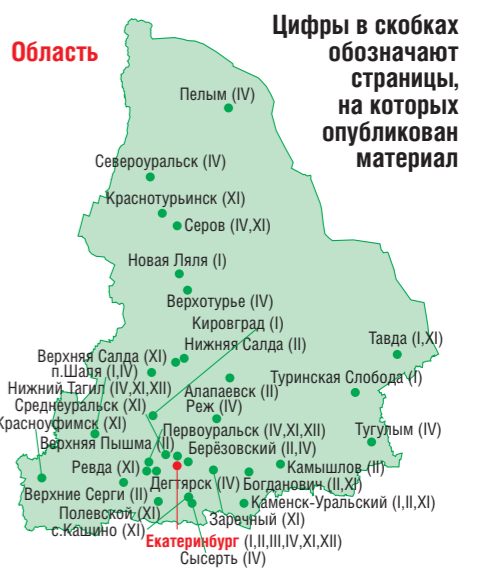 Область
Цифры в скобках
обозначают
страницы,
на которых
опубликован
материал
Пелым (IV)
Североуральск (IV)
Краснотурьинск (XI)
Серов (IV,XI)
Новая Ляля (I)
Верхотурье (IV)
Кировград (I)
Нижняя Салда (II)
Тавда (I,XI)
Верхняя Салда (XI)
п.Шаля (I,IV)
Туринская Слобода (I)
Нижний Тагил (IV,XI,XII)
Алапаевск (II)
Среднеуральск (XI)
Реж (IV)
Красноуфимск (XI)
Первоуральск (IV,XI,XII)
Тугулым (IV)
Верхняя Пышма (II)
Берёзовский (II,IV)
Ревда (XI)
Камышлов (II)
Дегтярск (IV)
Богданович (II,XI)
Верхние Серги (II)
Каменск-Уральский (I,II,XI)
Полевской (XI)
Заречный (XI)
с.Кашино (XI)
Екатеринбург (I,II,III,IV,XI,XII)
Сысерть (IV)